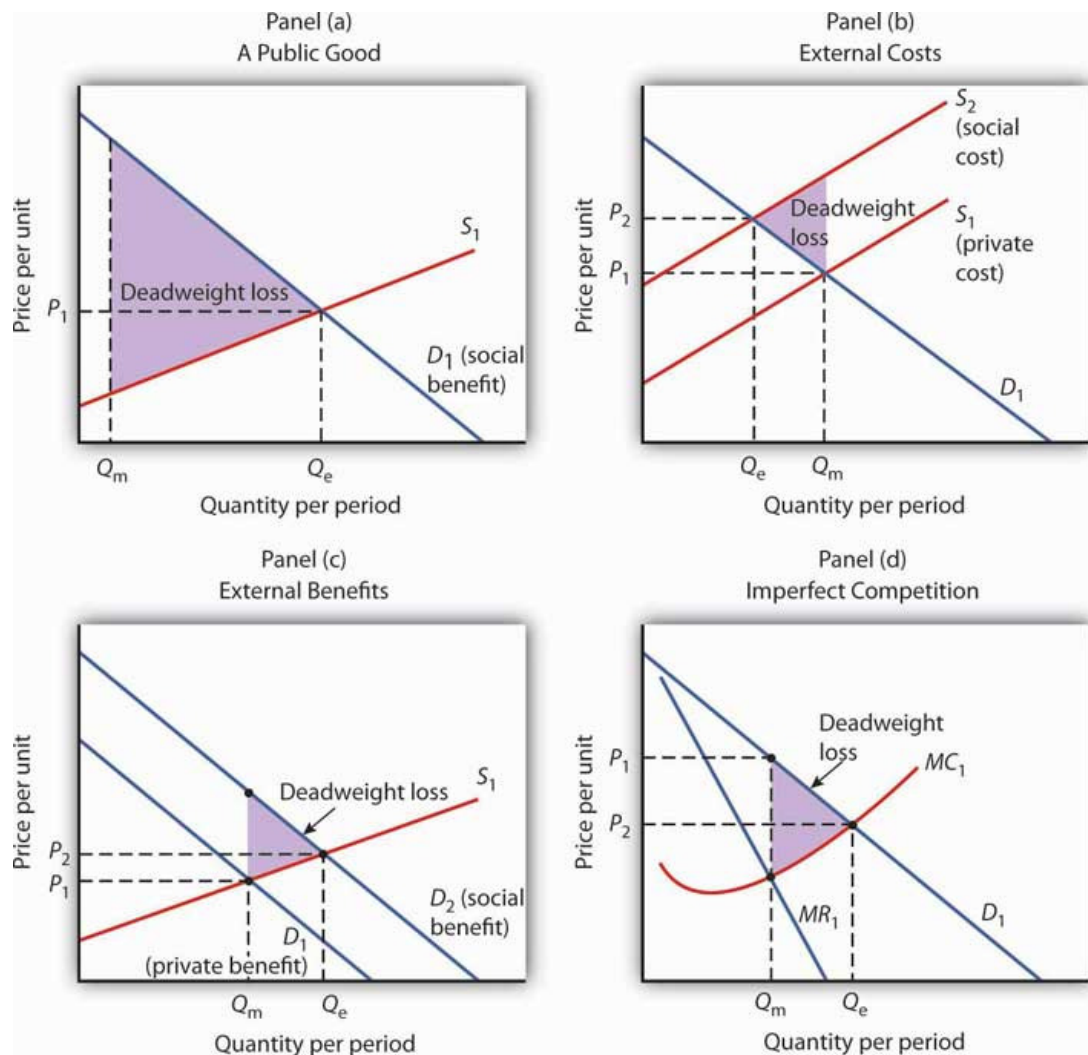 Panel (a)
A Public Good
Price per unit
P1
Deadweight loss
S1
D1 (social
benefit)
Qm
Qe
Quantity per period
Panel (b)
External Costs
Price per unit
P2
P1
Deadweight
loss
S2
(social
cost)
S1
(private
cost)
D1
Qe
Qm
Quantity per period
Panel (c)
External Benefits
Price per unit
P2
P1
Deadweight loss
S1
D2 (social
benefit)
D1
(private benefit)
Qm
Qe
Quantity per period
Panel (d)
Imperfect Competition
Price per unit
P1
P2
Deadweight
loss
MC1
MR1
D1
Qm
Qe
Quantity per period